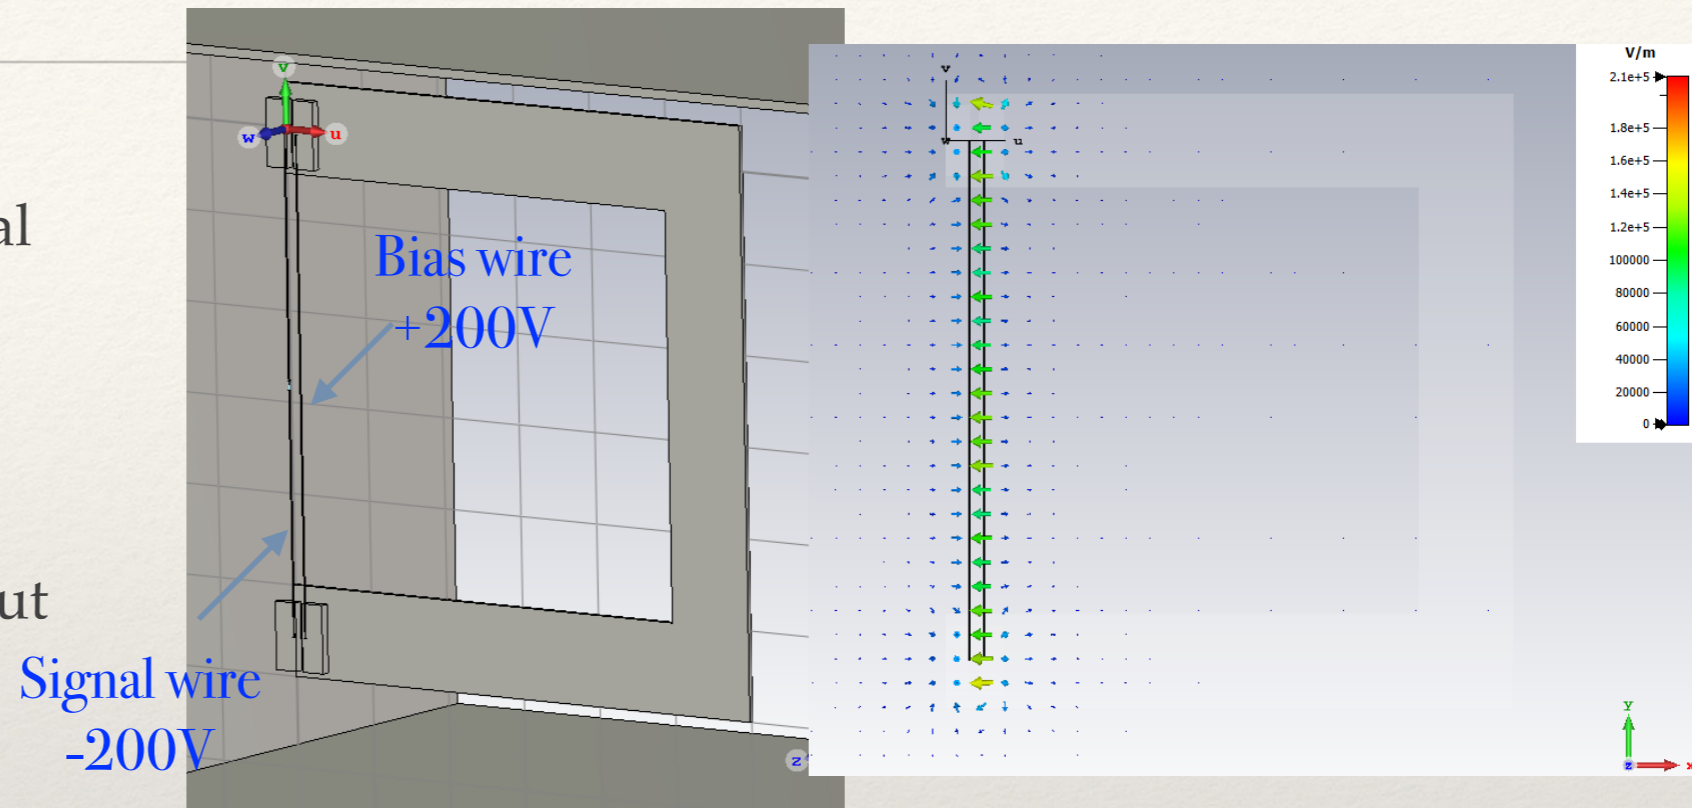 al
ut
Bias wire
+200V
Signal wire
-200V
v
w
u
z
v
w
u
V/m
2.1e+5
1.8e+5
1.6e+5
1.4e+5
1.2e+5
100000
80000
60000
40000
20000
0
y
z
x